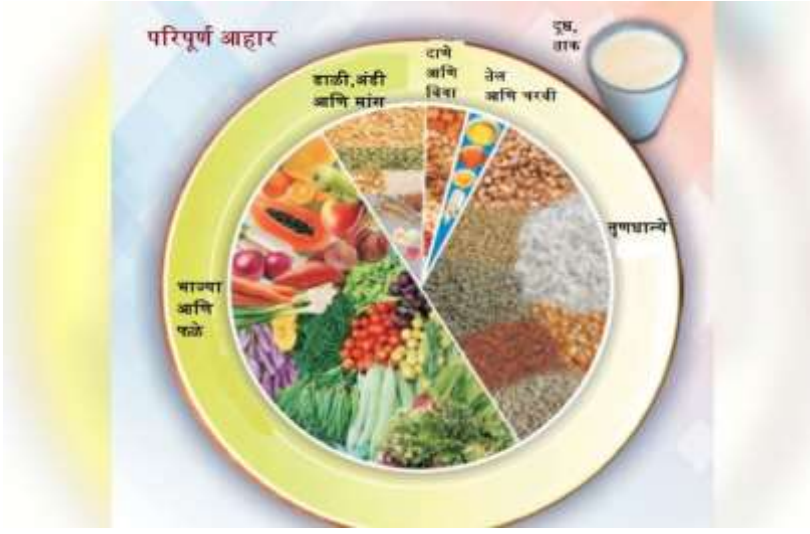 परिपूर्ण आहार
दूध,
ताक
दाणे
आणि
बिया
तेल
आणि चरबी
डाळी,अंडी
आणि मांस
तृणधान्ये
भाज्या
आणि
फळे